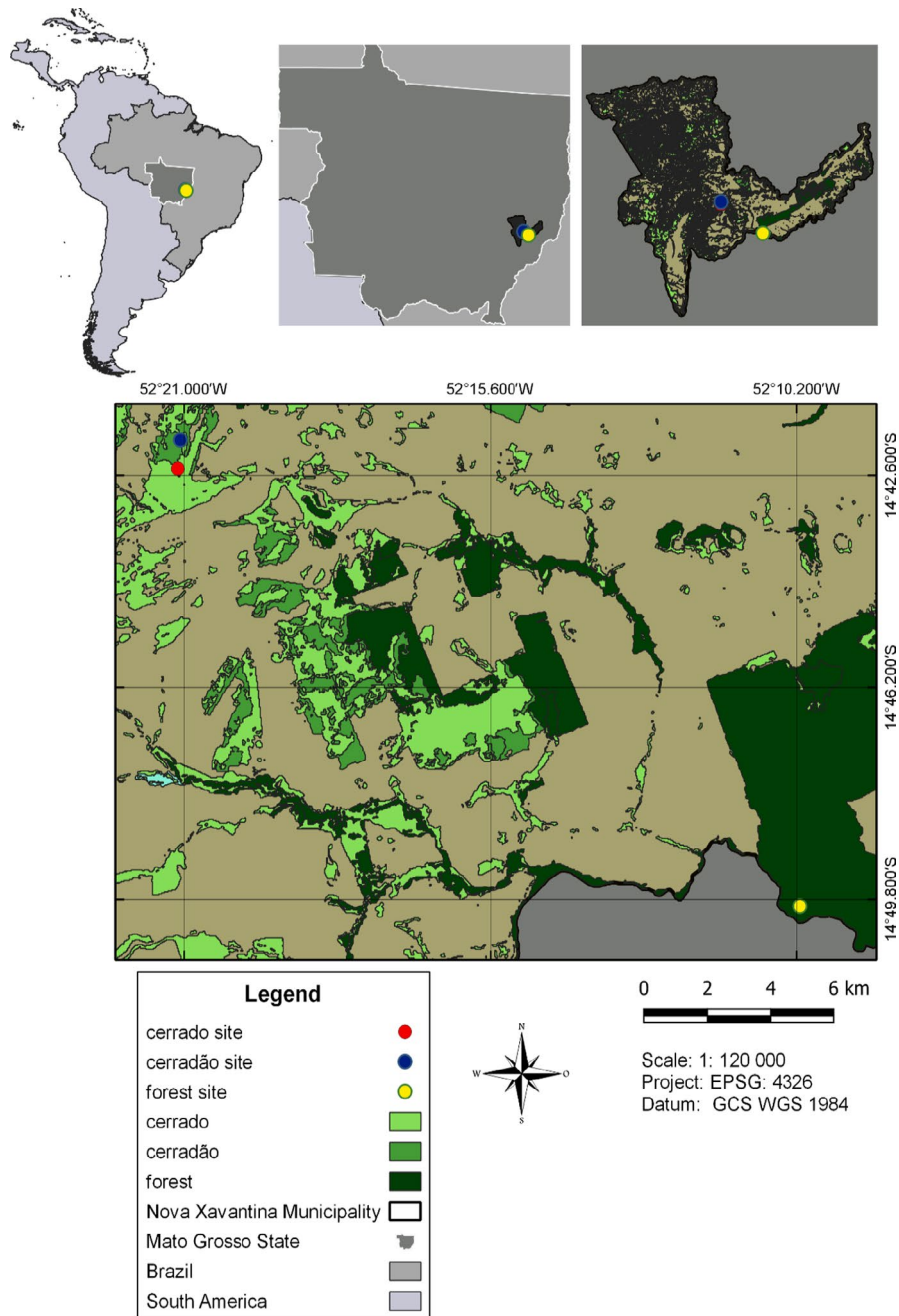 52°21.000'W 52°15.600'W 52°10.200'W
14°42.600'S
14°46.200'S
14°49.800'S
Legend
cerrado site
cerradão site
forest site
cerrado
cerradão
forest
Nova Xavantina Municipality
Mato Grosso State
Brazil
South America
N
W O
S
0 2 4 6 km
Scale: 1: 120 000
Project: EPSG: 4326
Datum: GCS WGS 1984